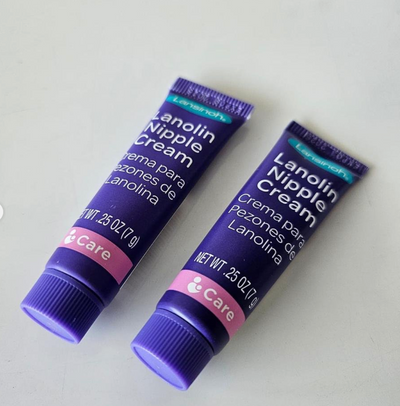 Lansinoh.
Lanolin
Nipple
Cream
Crema para
Pezones de
Lanolina
NET WT .25 OZ (7 g)
Care
Lansinoh.
Lanolin
Nipple
Cream
Crema para
Pezones de
Lanolina
NET WT .25 OZ (7 g)
Care